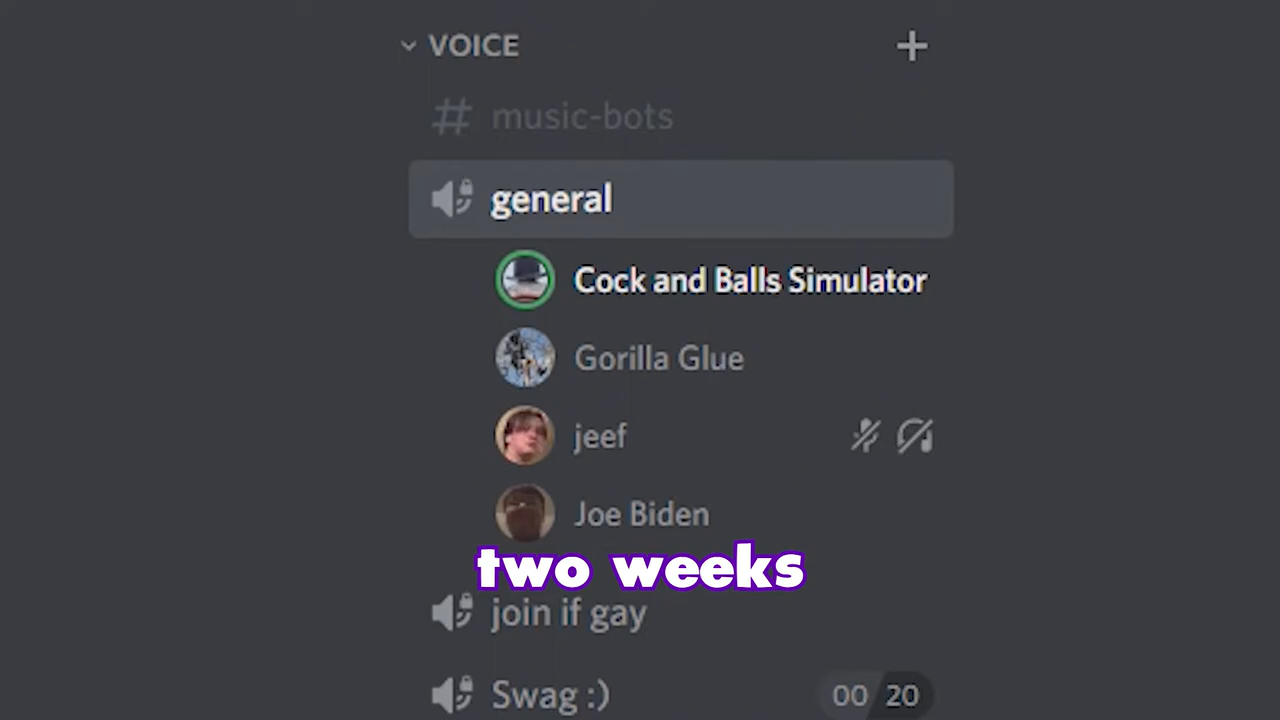 VOICE
music-bots
general
Cock and Balls Simulator
Gorilla Glue
jeef
Joe Biden
two weeks
join if gay
Swag :) 00 20